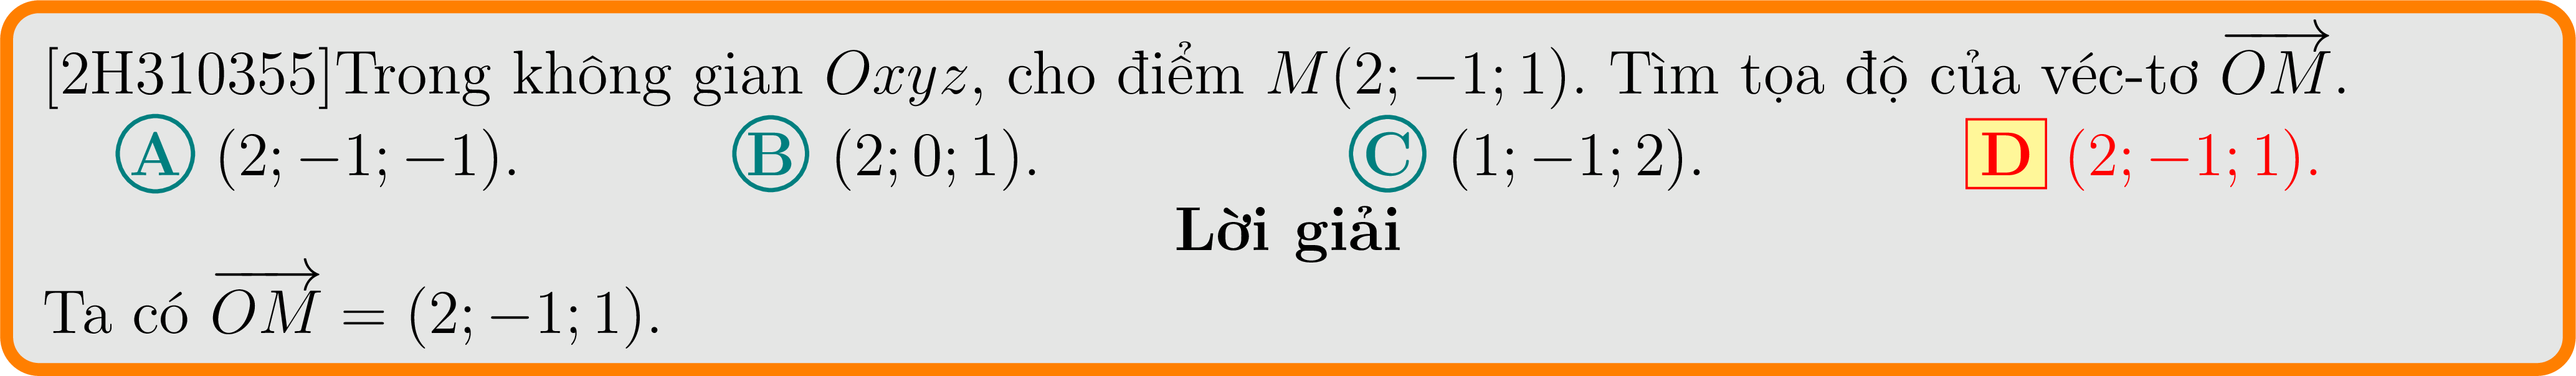 [2H310355]Trong không gian Oxyz, cho điểm M(2; −1; 1). Tìm tọa độ của véc-tơ $\overrightarrow{OM}$.
A (2; −1; −1). B (2; 0; 1). C (1; −1; 2). D (2; −1; 1).
Lời giải
Ta có $\overrightarrow{OM}$ = (2; −1; 1).